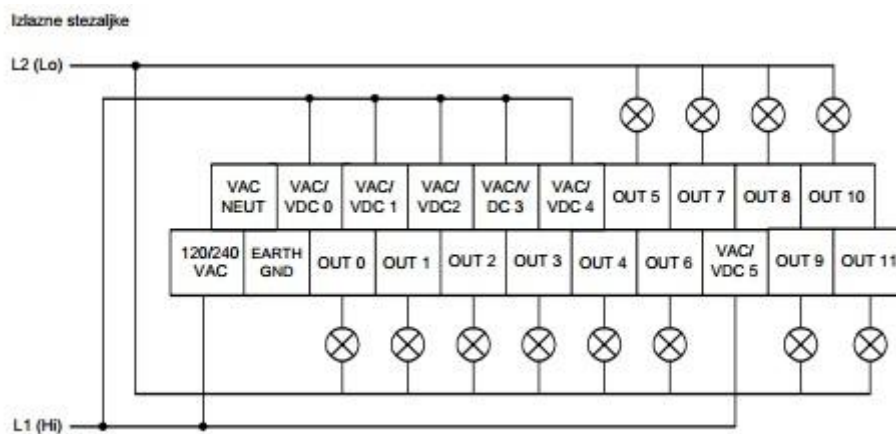 Izlazne stezaljke
L2 (Lo)
VAC NEUT
VAC/ VDC 0
VAC/ VDC 1
VAC/ VDC2
VAC/V DC 3
VAC/ VDC 4
OUT 5
OUT 7
OUT 8
OUT 10
120/240 VAC
EARTH GND
OUT 0
OUT 1
OUT 2
OUT 3
OUT 4
OUT 6
VAC/ VDC 5
OUT 9
OUT 11
L1 (Hi)